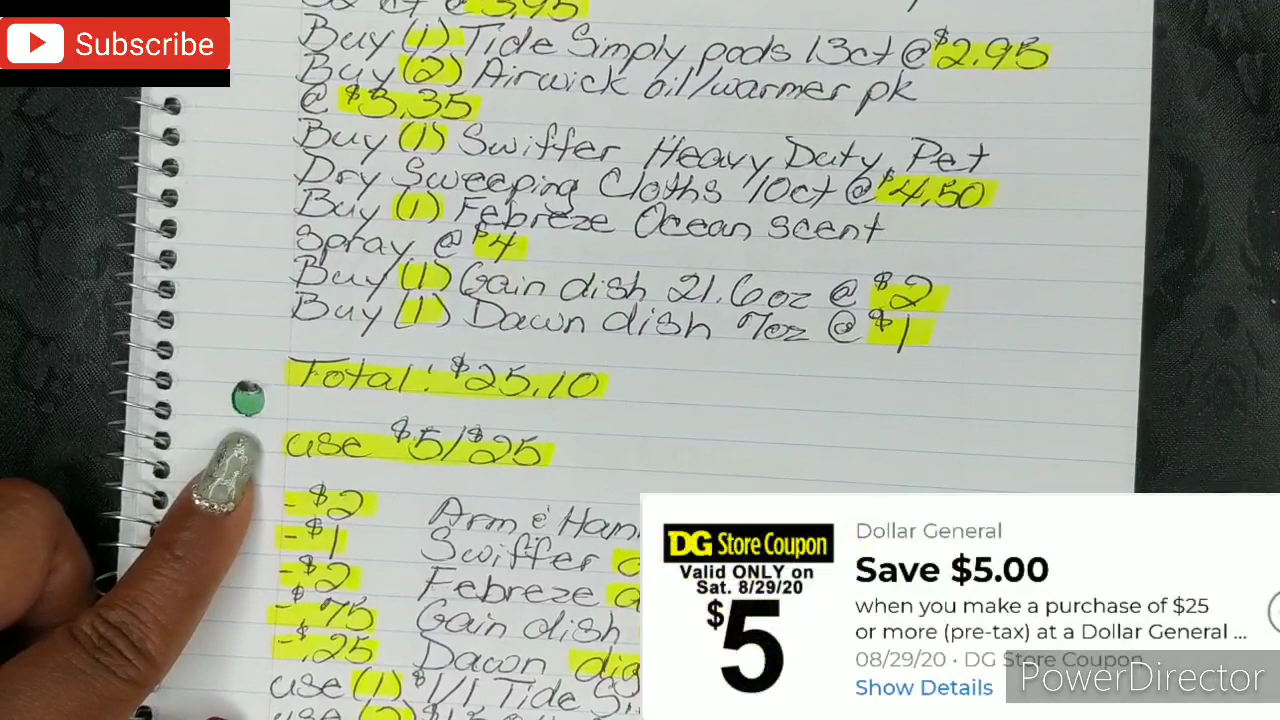 Subscribe
@ $3.95
Buy (1) Tide Simply pods 13ct @ $2.95
Buy (2) Airwick oil/warmer pk
@ $3.35
Buy (1) Swiffer Heavy Duty Pet
Dry Sweeping Cloths 10ct @ $4.50
Buy (1) Febreze Ocean scent
Spray @ $4
Buy (1) Gain dish 21.6oz @ $2
Buy (1) Dawn dish 7oz @ $1
Total: $25.10
use $5/$25
-$2 Arm & Ham
-$1 Swiffer
-$2 Febreze
-$.75 Gain dish
-$.25 Dawn dig
use (1) $1/1 Tide Si
DG Store Coupon
Valid ONLY on
Sat. 8/29/20
$5
Dollar General
Save $5.00
when you make a purchase of $25
or more (pre-tax) at a Dollar General ...
08/29/20 · DG Store Coupon
Show Details
PowerDirector